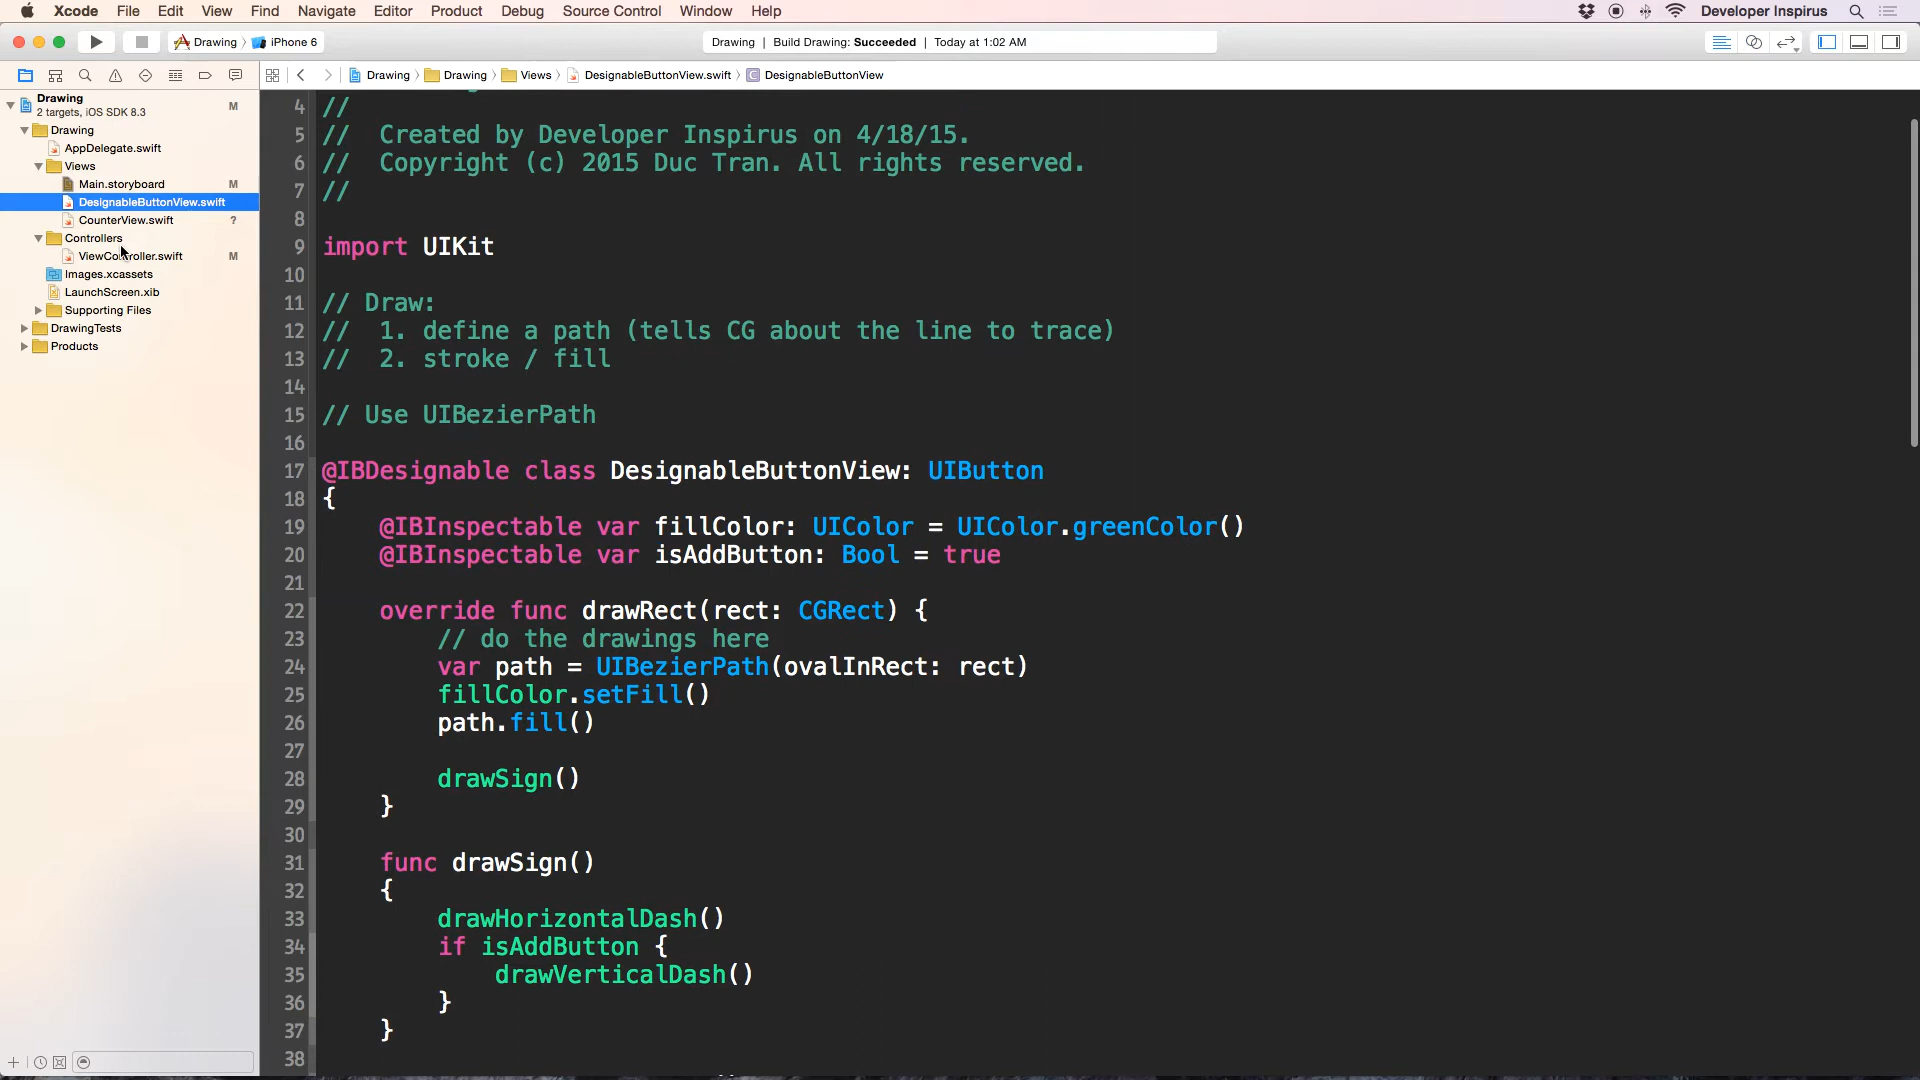 Xcode File Edit View Find Navigate Editor Product Debug Source Control Window Help Developer Inspirus
Drawing iPhone 6 Drawing | Build Drawing: Succeeded | Today at 1:02 AM
Drawing Drawing Views DesignableButtonView.swift C DesignableButtonView
Drawing M
2 targets, iOS SDK 8.3
Drawing
AppDelegate.swift
Views
Main.storyboard M
DesignableButtonView.swift
CounterView.swift ?
Controllers
ViewController.swift M
Images.xcassets
LaunchScreen.xib
Supporting Files
DrawingTests
Products
4 //
5 //  Created by Developer Inspirus on 4/18/15.
6 //  Copyright (c) 2015 Duc Tran. All rights reserved.
7 //
8
9 import UIKit
10
11 // Draw:
12 //  1. define a path (tells CG about the line to trace)
13 //  2. stroke / fill
14
15 // Use UIBezierPath
16
17 @IBDesignable class DesignableButtonView: UIButton
18 {
19     @IBInspectable var fillColor: UIColor = UIColor.greenColor()
20     @IBInspectable var isAddButton: Bool = true
21
22     override func drawRect(rect: CGRect) {
23         // do the drawings here
24         var path = UIBezierPath(ovalInRect: rect)
25         fillColor.setFill()
26         path.fill()
27
28         drawSign()
29     }
30
31     func drawSign()
32     {
33         drawHorizontalDash()
34         if isAddButton {
35             drawVerticalDash()
36         }
37     }
38